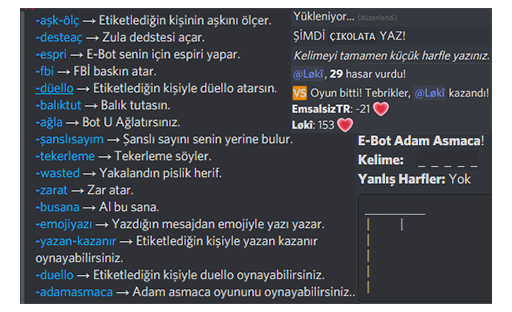 -aşk-ölç → Etiketlediğin kişinin aşkını ölçer.
-desteaç → Zula dedstesi açar.
-espri → E-Bot senin için espiri yapar.
-fbi → FBİ baskın atar.
-düello → Etiketlediğin kişiyle düello atarsın.
-balıktut → Balık tutasın.
-ağla → Bot U Ağlatırsınız.
-şanslısayım → Şanslı sayını senin yerine bulur.
-tekerleme → Tekerleme söyler.
-wasted → Yakalandın pislik herif.
-zarat → Zar atar.
-busana → Al bu sana.
-emojiyazı → Yazdığın mesajdan emojiyle yazı yazar.
-yazan-kazanır → Etiketlediğin kişiyle yazan kazanır
oynayabilirsiniz.
-duello → Etiketlediğin kişiyle duello oynayabilirsiniz.
-adamasmaca → Adam asmaca oyununu oynayabilirsiniz..
Yükleniyor... (düzenlendi)
ŞİMDİ ÇIKOLATA YAZ!
Kelimeyi tamamen küçük harfle yazınız.
@Løkî, 29 hasar vurdu!
VS Oyun bitti! Tebrikler, @Løkî kazandı!
EmsalsizTR: -21 ❤
Løkî: 153 ❤
E-Bot Adam Asmaca!
Kelime: _ _ _ _ _
Yanlış Harfler: Yok